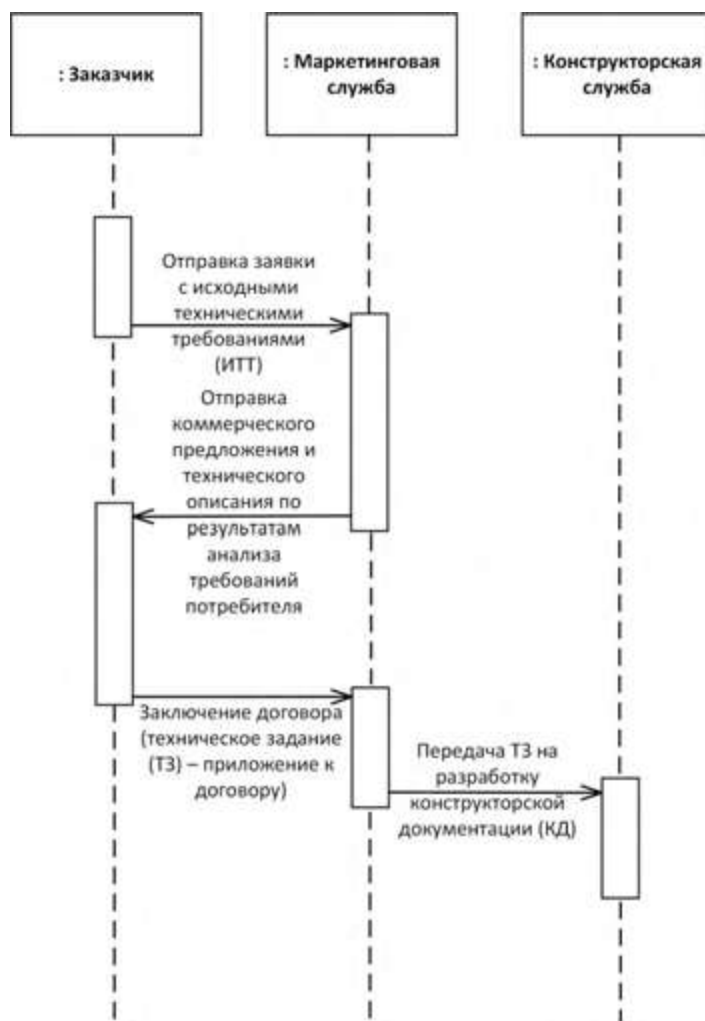 : Заказчик
: Маркетинговая
служба
: Конструкторская
служба
Отправка заявки
с исходными
техническими
требованиями
(ИТТ)
Отправка
коммерческого
предложения и
технического
описания по
результатам
анализа
требований
потребителя
Заключение договора
(техническое задание
(ТЗ) – приложение к
договору)
Передача ТЗ на
разработку
конструкторской
документации (КД)